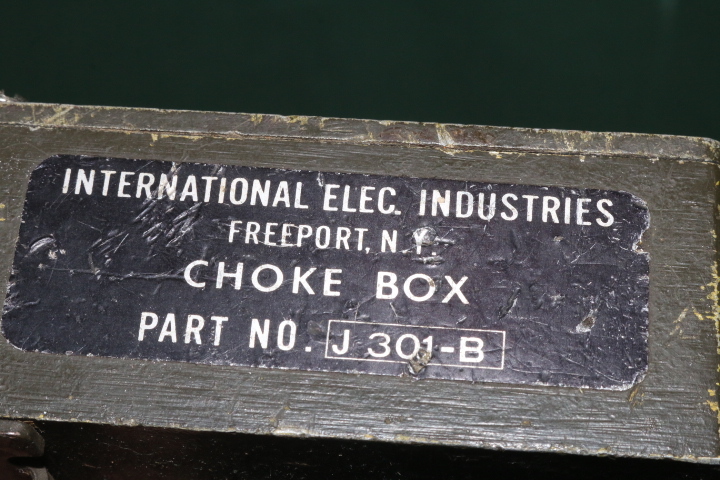 INTERNATIONAL ELEC. INDUSTRIES
FREEPORT, N.Y.
CHOKE BOX
PART NO. J 301-B